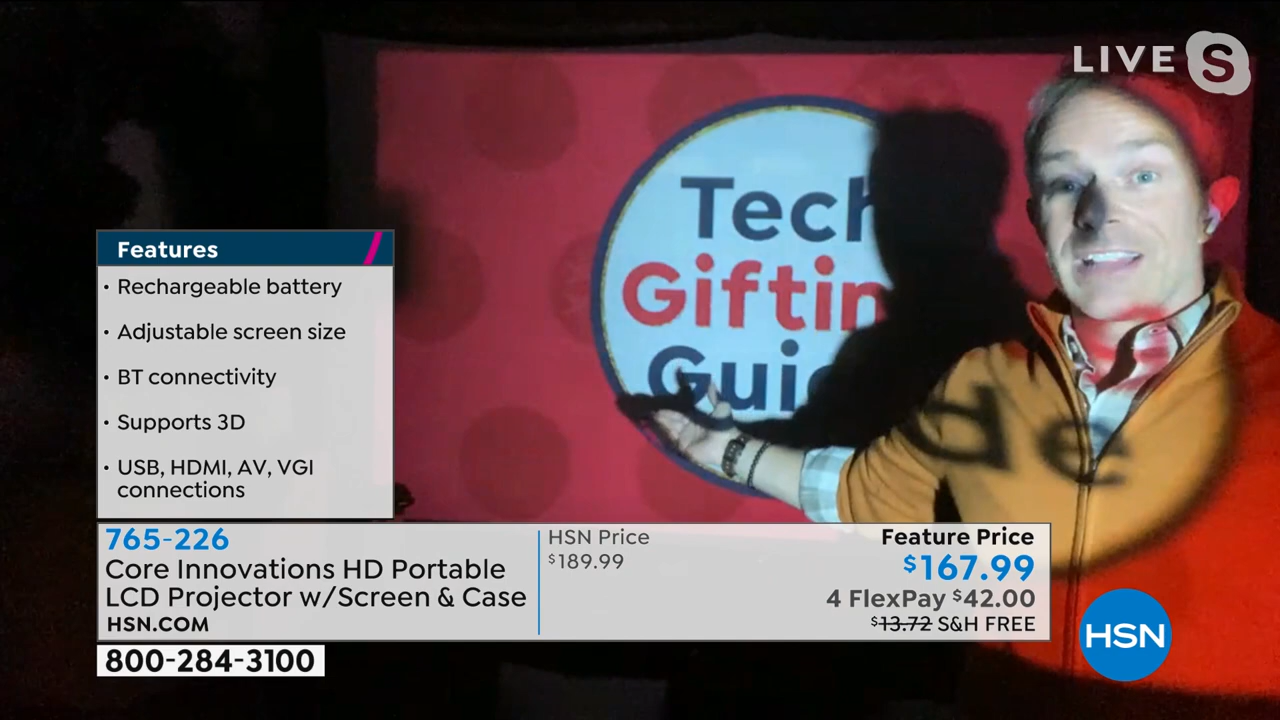 LIVE S
Tech
Giftin
Gui
de
Features
• Rechargeable battery
• Adjustable screen size
• BT connectivity
• Supports 3D
• USB, HDMI, AV, VGI
connections
765-226
Core Innovations HD Portable
LCD Projector w/Screen & Case
HSN.COM
HSN Price
$189.99
Feature Price
$167.99
4 FlexPay $42.00
$13.72 S&H FREE
800-284-3100
HSN